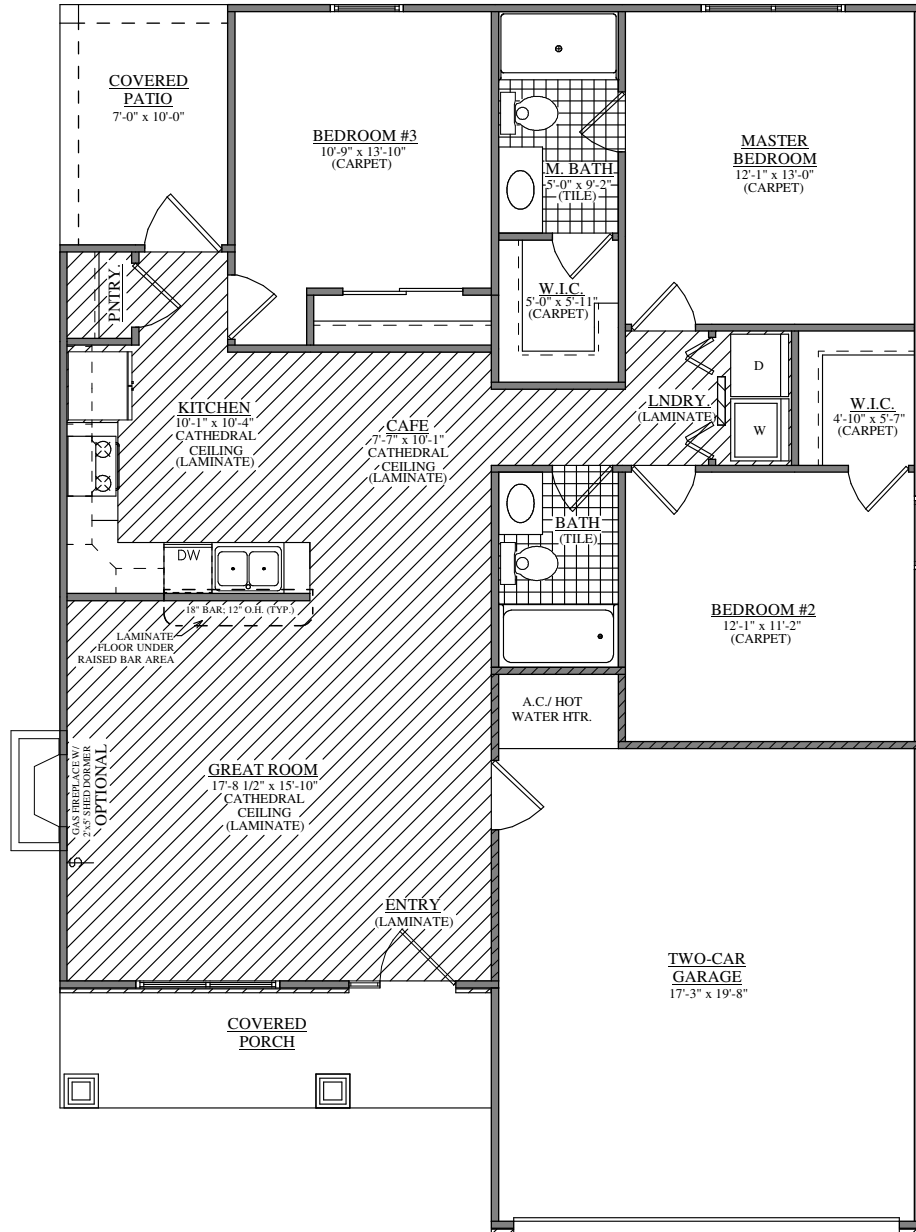 COVERED
PATIO
7'-0" x 10'-0"
BEDROOM #3
10'-9" x 13'-10"
(CARPET)
M. BATH
5'-0" x 9'-2"
(TILE)
MASTER
BEDROOM
12'-1" x 13'-0"
(CARPET)
PNTRY.
W.I.C.
5'-0" x 5'-11"
(CARPET)
KITCHEN
10'-1" x 10'-4"
CATHEDRAL
CEILING
(LAMINATE)
CAFE
7'-7" x 10'-1"
CATHEDRAL
CEILING
(LAMINATE)
LNDRY.
(LAMINATE)
D
W
W.I.C.
4'-10" x 5'-7"
(CARPET)
BATH
(TILE)
DW
18" BAR; 12" O.H. (TYP.)
LAMINATE
FLOOR UNDER
RAISED BAR AREA
BEDROOM #2
12'-1" x 11'-2"
(CARPET)
A.C./ HOT
WATER HTR.
GAS FIREPLACE W/
2'x5' SHED DORMER
OPTIONAL
GREAT ROOM
17'-8 1/2" x 15'-10"
CATHEDRAL
CEILING
(LAMINATE)
$
ENTRY
(LAMINATE)
TWO-CAR
GARAGE
17'-3" x 19'-8"
COVERED
PORCH